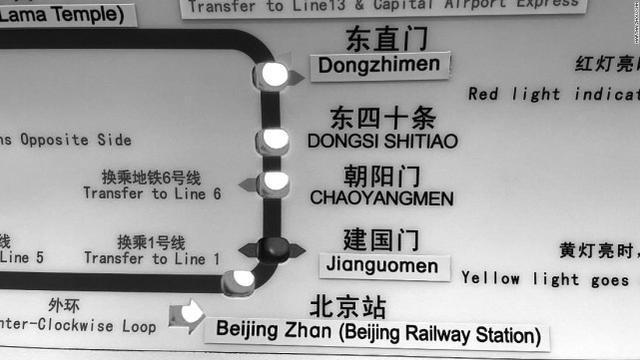 Transfer to Line13 & Capital Airport Express
Lama Temple)
东直门
Dongzhimen
红灯亮
Red light indicat
东四十条
DONGSI SHITIAO
ns Opposite Side
换乘地铁6号线
Transfer to Line 6
朝阳门
CHAOYANGMEN
线
Line 5
换乘1号线
Transfer to Line 1
建国门
Jianguomen
黄灯亮时,
Yellow light goes
外环
nter-Clockwise Loop
北京站
Beijing Zhan (Beijing Railway Station)